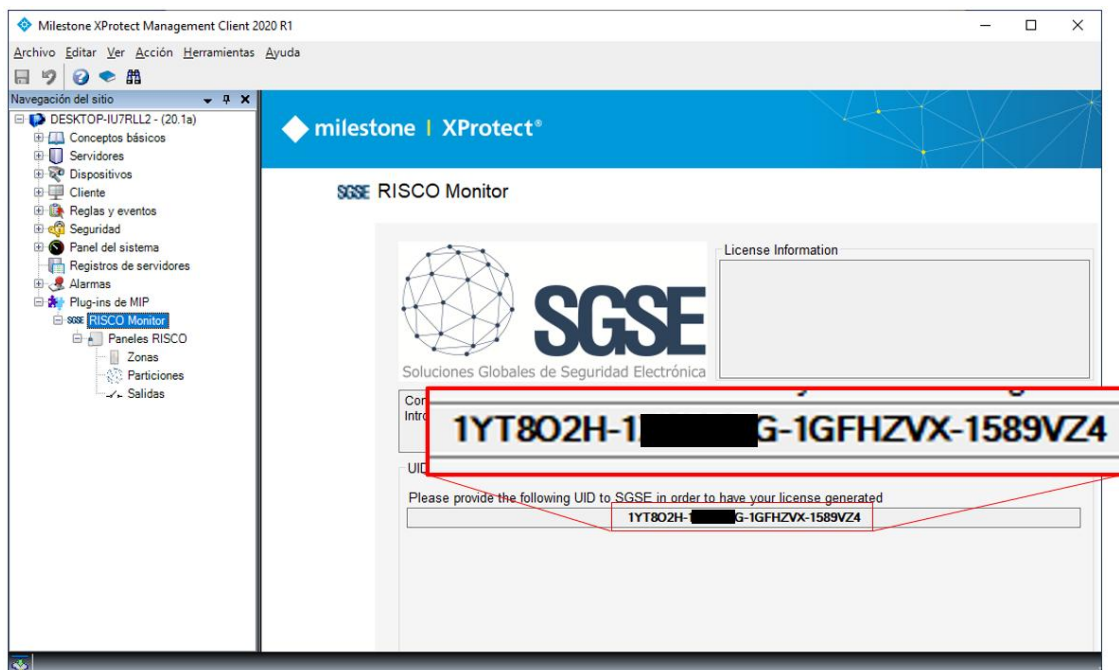 Milestone XProtect Management Client 2020 R1
Archivo Editar Ver Acción Herramientas Ayuda
Navegación del sitio
DESKTOP-IU7RLL2 - (20.1a)
Conceptos básicos
Servidores
Dispositivos
Cliente
Reglas y eventos
Seguridad
Panel del sistema
Registros de servidores
Alarmas
Plug-ins de MIP
SGSE RISCO Monitor
Paneles RISCO
Zonas
Particiones
Salidas
milestone | XProtect®
SGSE RISCO Monitor
SGSE
Soluciones Globales de Seguridad Electrónica
License Information
1YT8O2H-1 G-1GFHZVX-1589VZ4
UID
Please provide the following UID to SGSE in order to have your license generated
1YT8O2H-1 G-1GFHZVX-1589VZ4